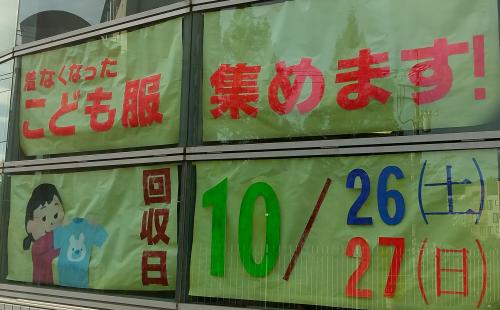 着なくなった
こども服
集めます!
回収日
10/26(土)
27(日)